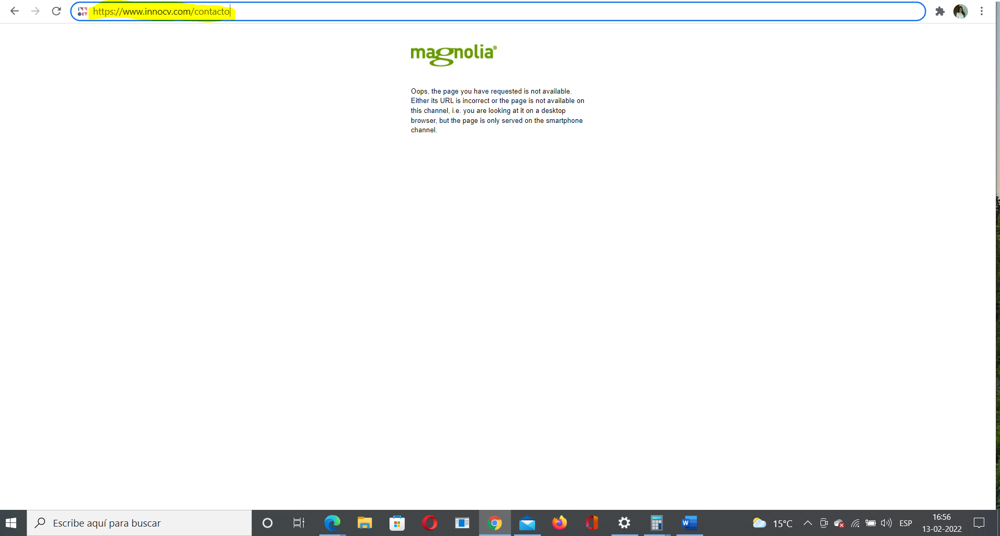 https://www.innocv.com/contacto
magnolia®
Oops, the page you have requested is not available.
Either its URL is incorrect or the page is not available on
this channel, i.e. you are looking at it on a desktop
browser, but the page is only served on the smartphone
channel.
Escribe aquí para buscar
15°C
ESP
16:56
13-02-2022